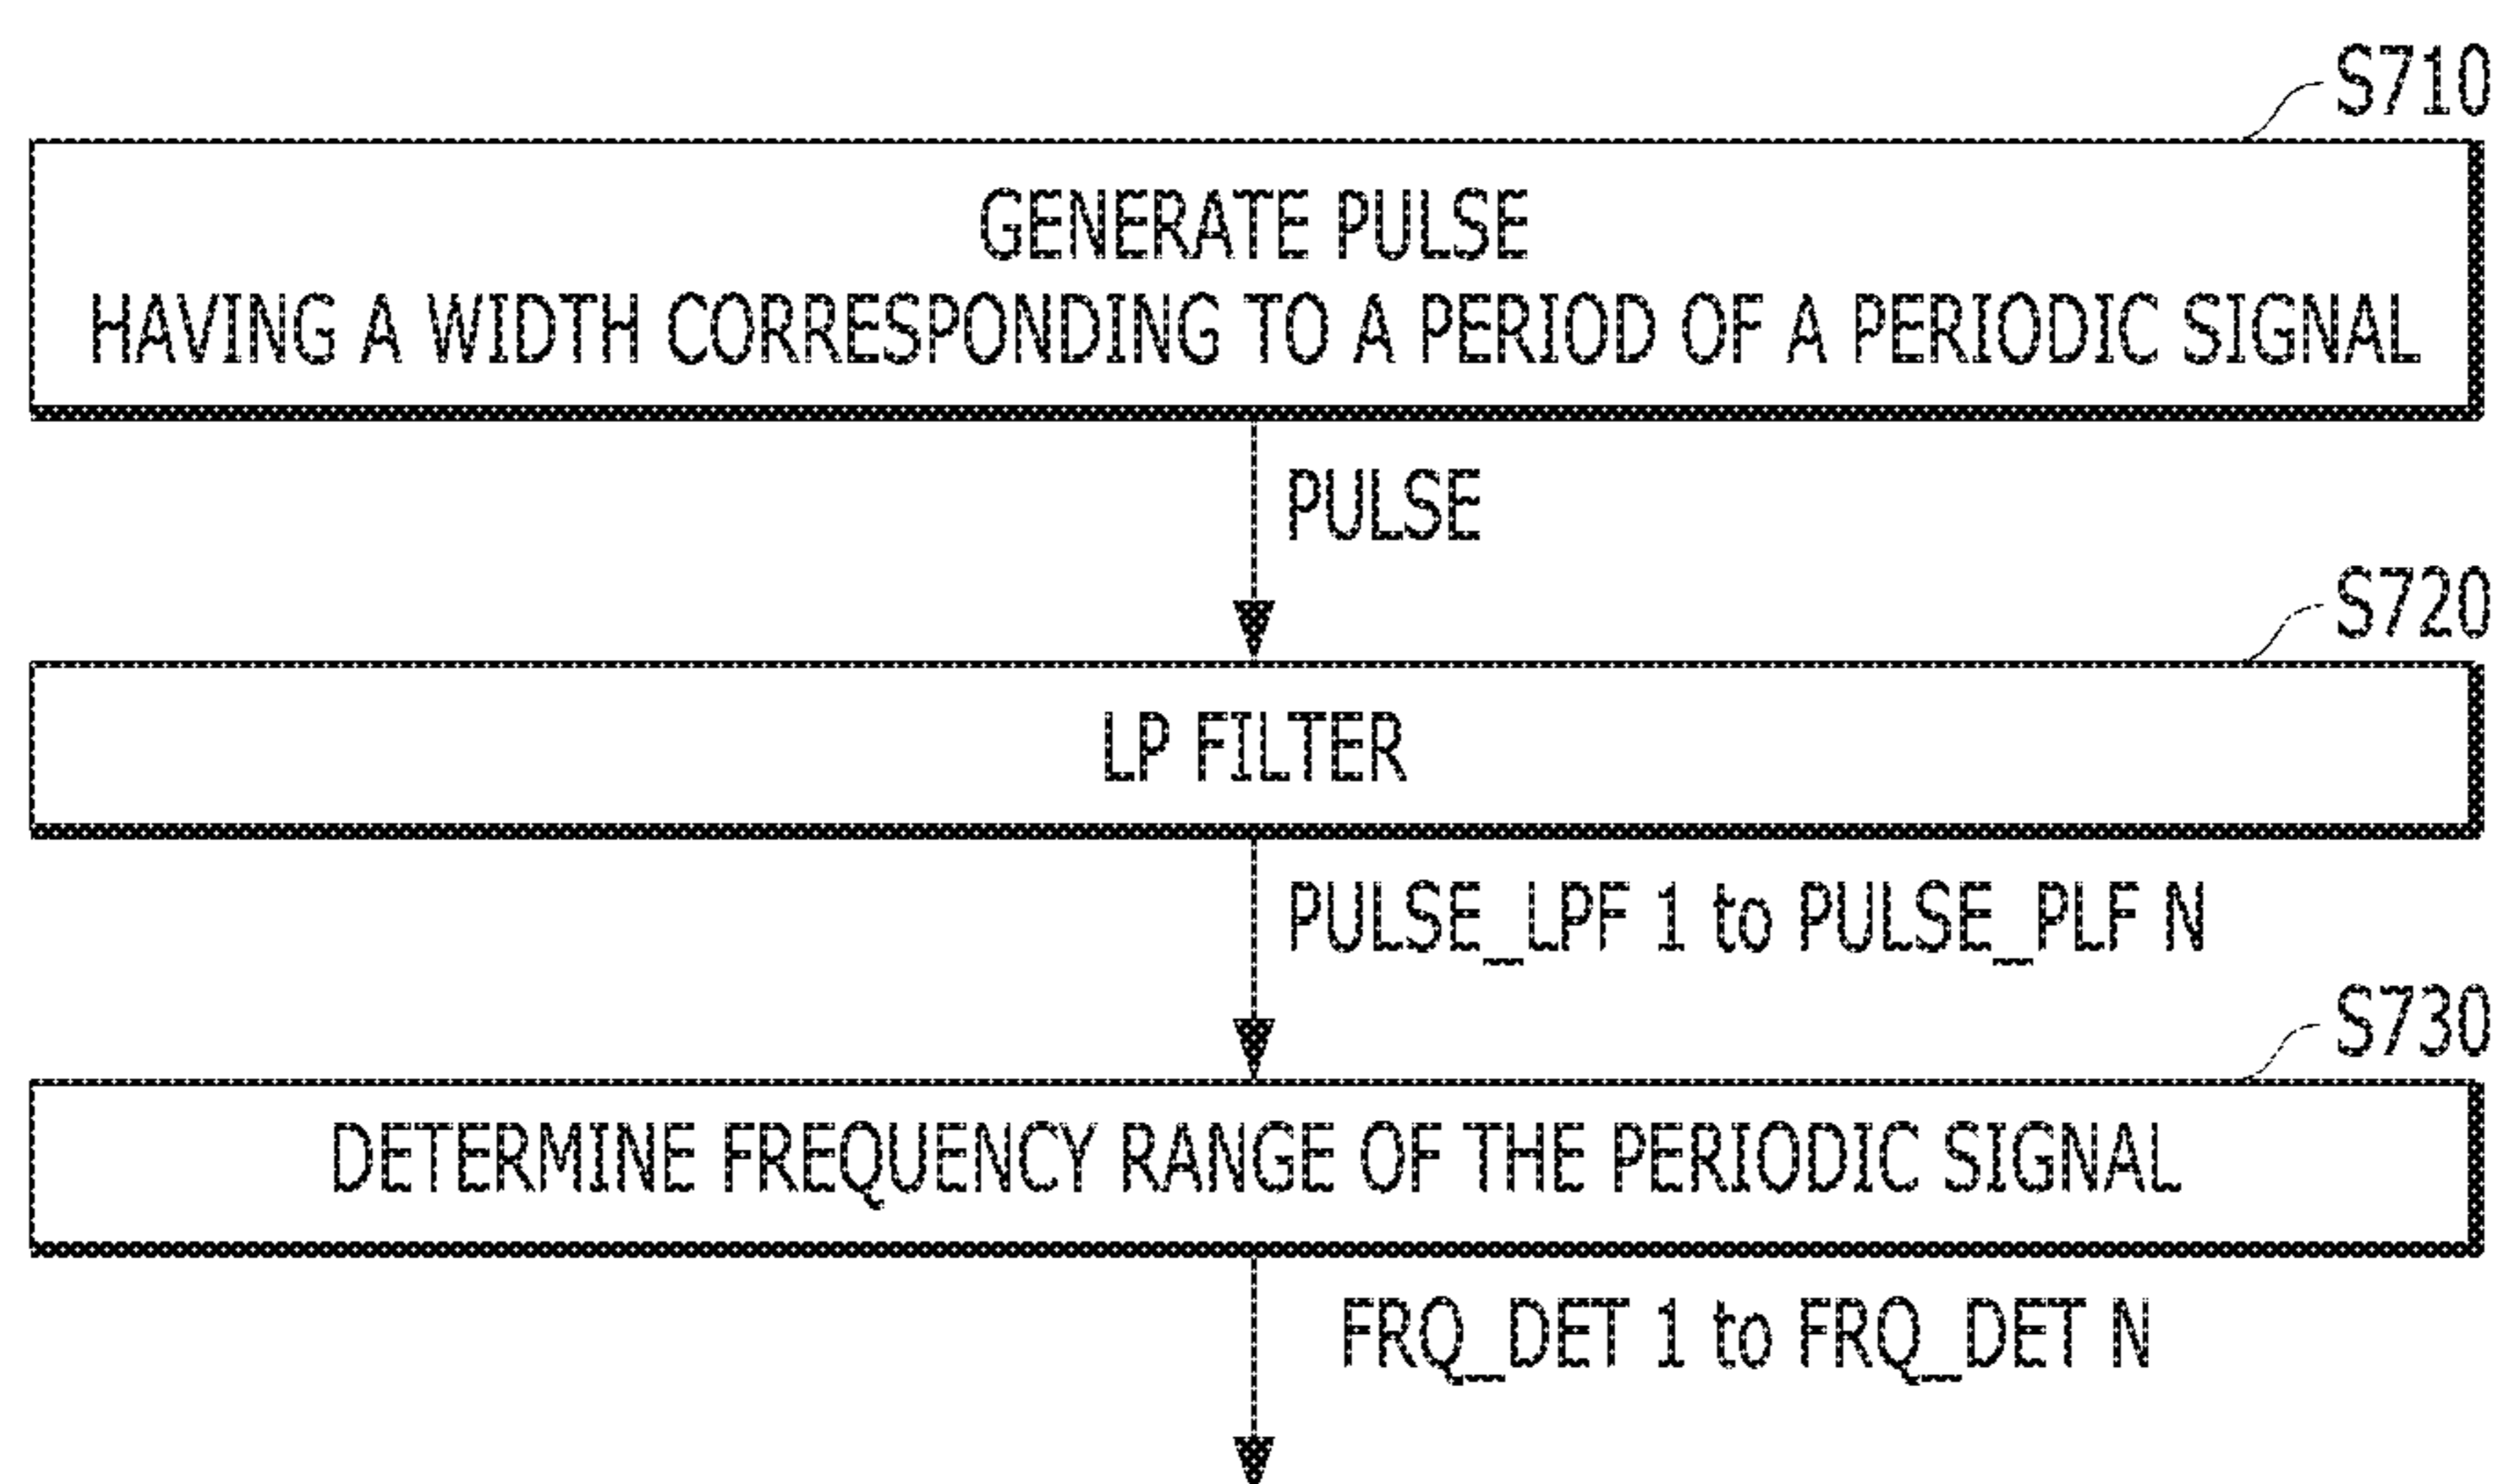 S710
GENERATE PULSE
HAVING A WIDTH CORRESPONDING TO A PERIOD OF A PERIODIC SIGNAL
PULSE
S720
LP FILTER
PULSE_LPF 1 to PULSE_PLF N
S730
DETERMINE FREQUENCY RANGE OF THE PERIODIC SIGNAL
FRQ_DET 1 to FRQ_DET N